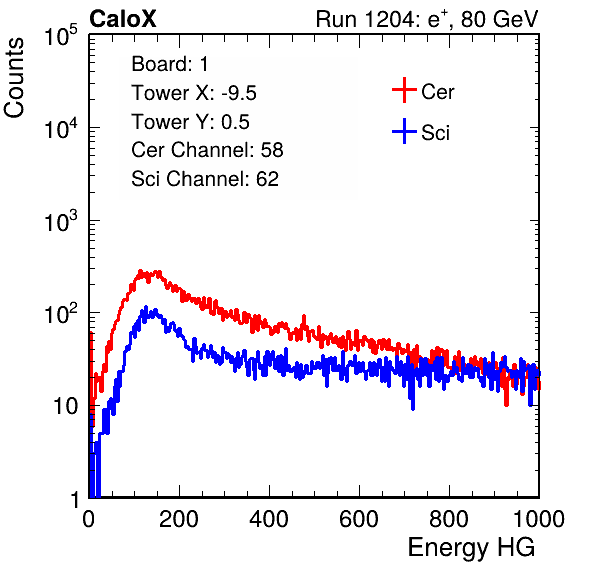 CaloX Run 1204: e⁺, 80 GeV
Counts
Board: 1
Tower X: -9.5
Tower Y: 0.5
Cer Channel: 58
Sci Channel: 62
Cer
Sci
10⁵
10⁴
10³
10²
10
1
0 200 400 600 800 1000
Energy HG